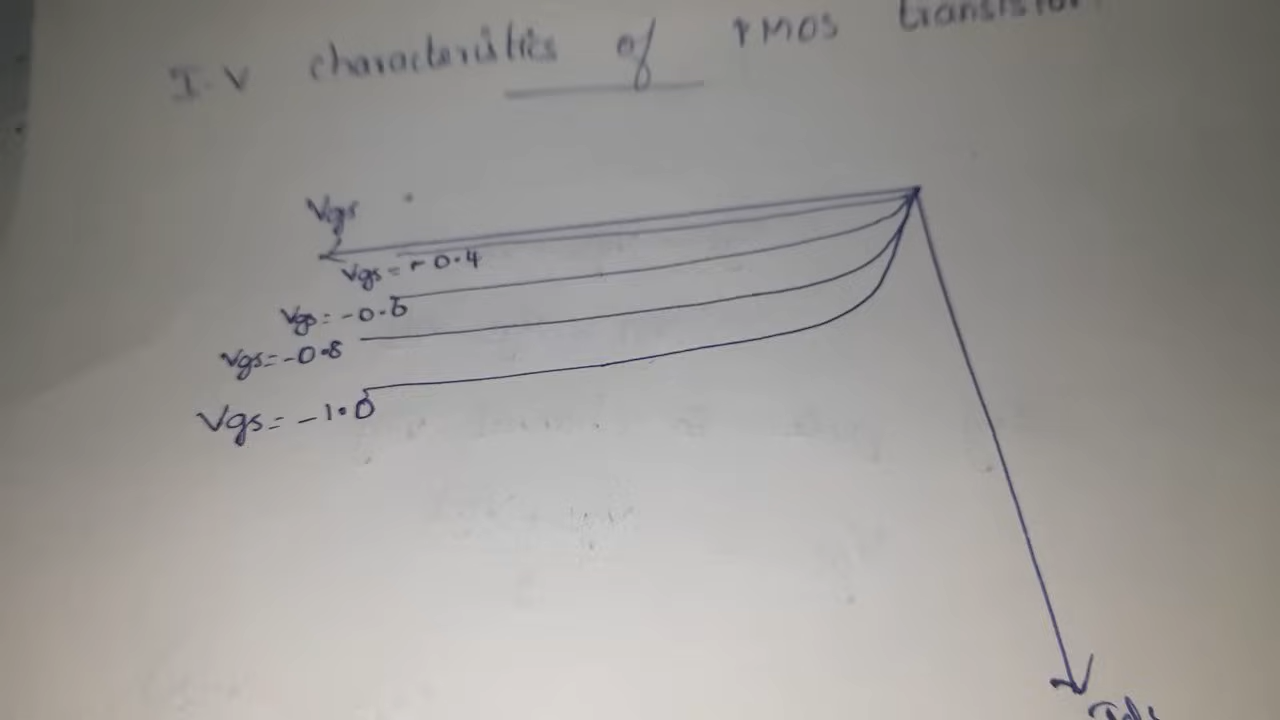 I-V characteristics of PMOS transistor
Vgs
Vgs = -0.4
Vgs = -0.6
Vgs = -0.8
Vgs = -1.0